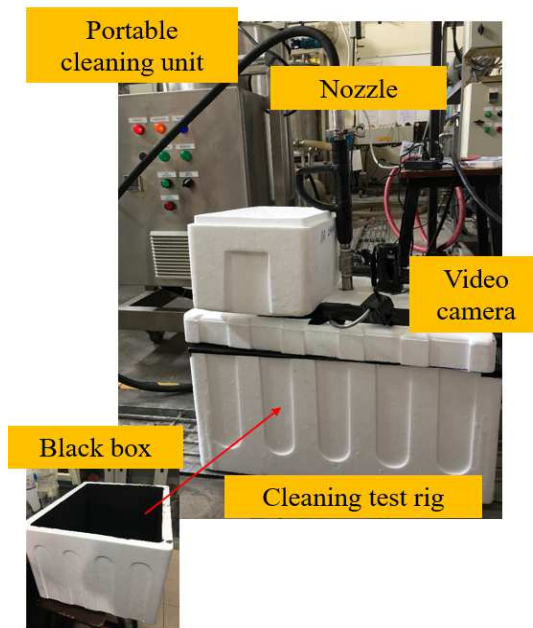 Portable
cleaning unit
Nozzle
Video
camera
Black box
Cleaning test rig